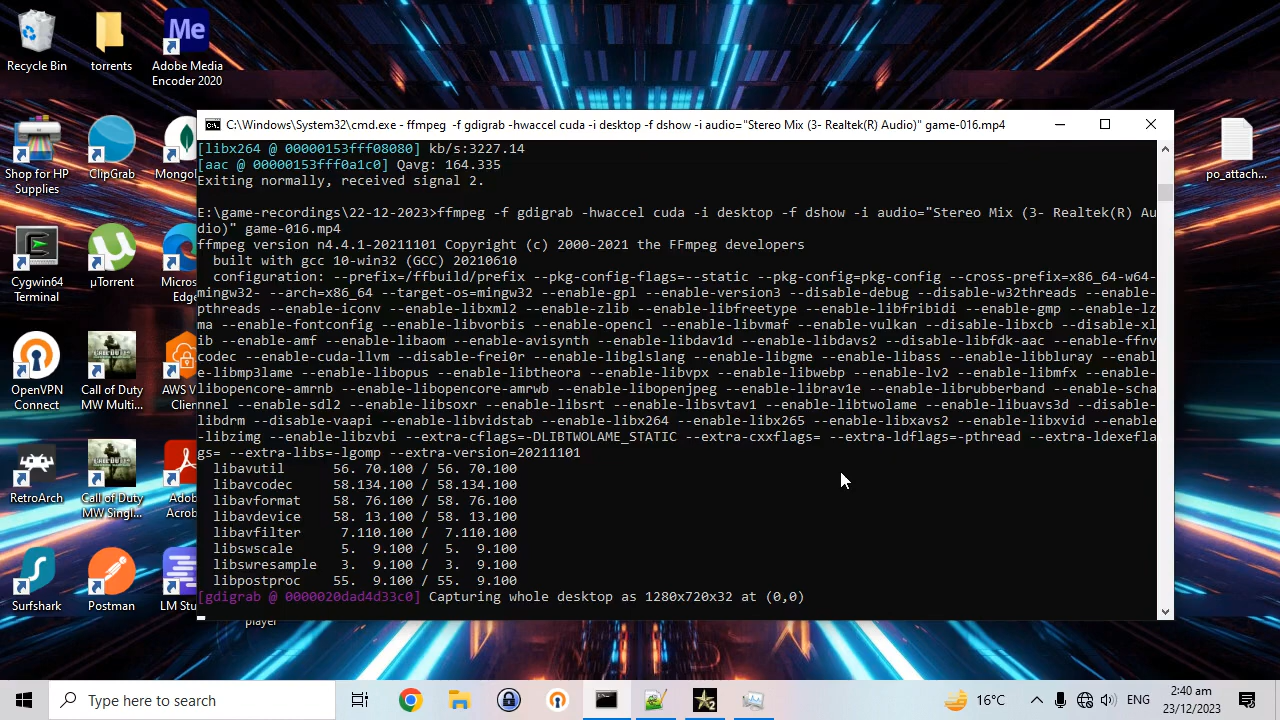 Recycle Bin
torrents
Me
Adobe Media
Encoder 2020
Shop for HP
Supplies
ClipGrab
Mongo
Cygwin64
Terminal
µTorrent
Micros
Edge
OpenVPN
Connect
Call of Duty
MW Multi...
AWS V
Clien
RetroArch
Call of Duty
MW Singl...
Adob
Acrob
Surfshark
Postman
LM Stu
player
po_attach...
C:\Windows\System32\cmd.exe - ffmpeg -f gdigrab -hwaccel cuda -i desktop -f dshow -i audio="Stereo Mix (3- Realtek(R) Audio)" game-016.mp4
[libx264 @ 00000153fff08080] kb/s:3227.14
[aac @ 00000153fff0a1c0] Qavg: 164.335
Exiting normally, received signal 2.
E:\game-recordings\22-12-2023>ffmpeg -f gdigrab -hwaccel cuda -i desktop -f dshow -i audio="Stereo Mix (3- Realtek(R) Au
dio)" game-016.mp4
ffmpeg version n4.4.1-20211101 Copyright (c) 2000-2021 the FFmpeg developers
built with gcc 10-win32 (GCC) 20210610
configuration: --prefix=/ffbuild/prefix --pkg-config-flags=--static --pkg-config=pkg-config --cross-prefix=x86_64-w64-
mingw32- --arch=x86_64 --target-os=mingw32 --enable-gpl --enable-version3 --disable-debug --disable-w32threads --enable-
pthreads --enable-iconv --enable-libxml2 --enable-zlib --enable-libfreetype --enable-libfribidi --enable-gmp --enable-lz
ma --enable-fontconfig --enable-libvorbis --enable-opencl --enable-libvmaf --enable-vulkan --disable-libxcb --disable-xl
ib --enable-amf --enable-libaom --enable-avisynth --enable-libdav1d --enable-libdavs2 --disable-libfdk-aac --enable-ffnv
codec --enable-cuda-llvm --disable-frei0r --enable-libglslang --enable-libgme --enable-libass --enable-libbluray --enabl
e-libmp3lame --enable-libopus --enable-libtheora --enable-libvpx --enable-libwebp --enable-lv2 --enable-libmfx --enable-
libopencore-amrnb --enable-libopencore-amrwb --enable-libopenjpeg --enable-librav1e --enable-librubberband --enable-scha
nnel --enable-sdl2 --enable-libsoxr --enable-libsrt --enable-libsvtav1 --enable-libtwolame --enable-libuavs3d --disable-
libdrm --disable-vaapi --enable-libvidstab --enable-libx264 --enable-libx265 --enable-libxavs2 --enable-libxvid --enable
-libzimg --enable-libzvbi --extra-cflags=-DLIBTWOLAME_STATIC --extra-cxxflags= --extra-ldflags=-pthread --extra-ldexefla
gs= --extra-libs=-lgomp --extra-version=20211101
libavutil 56. 70.100 / 56. 70.100
libavcodec 58.134.100 / 58.134.100
libavformat 58. 76.100 / 58. 76.100
libavdevice 58. 13.100 / 58. 13.100
libavfilter 7.110.100 / 7.110.100
libswscale 5. 9.100 / 5. 9.100
libswresample 3. 9.100 / 3. 9.100
libpostproc 55. 9.100 / 55. 9.100
[gdigrab @ 0000020dad4d33c0] Capturing whole desktop as 1280x720x32 at (0,0)
Type here to search
2
16°C
ENG
2:40 am
23/12/2023